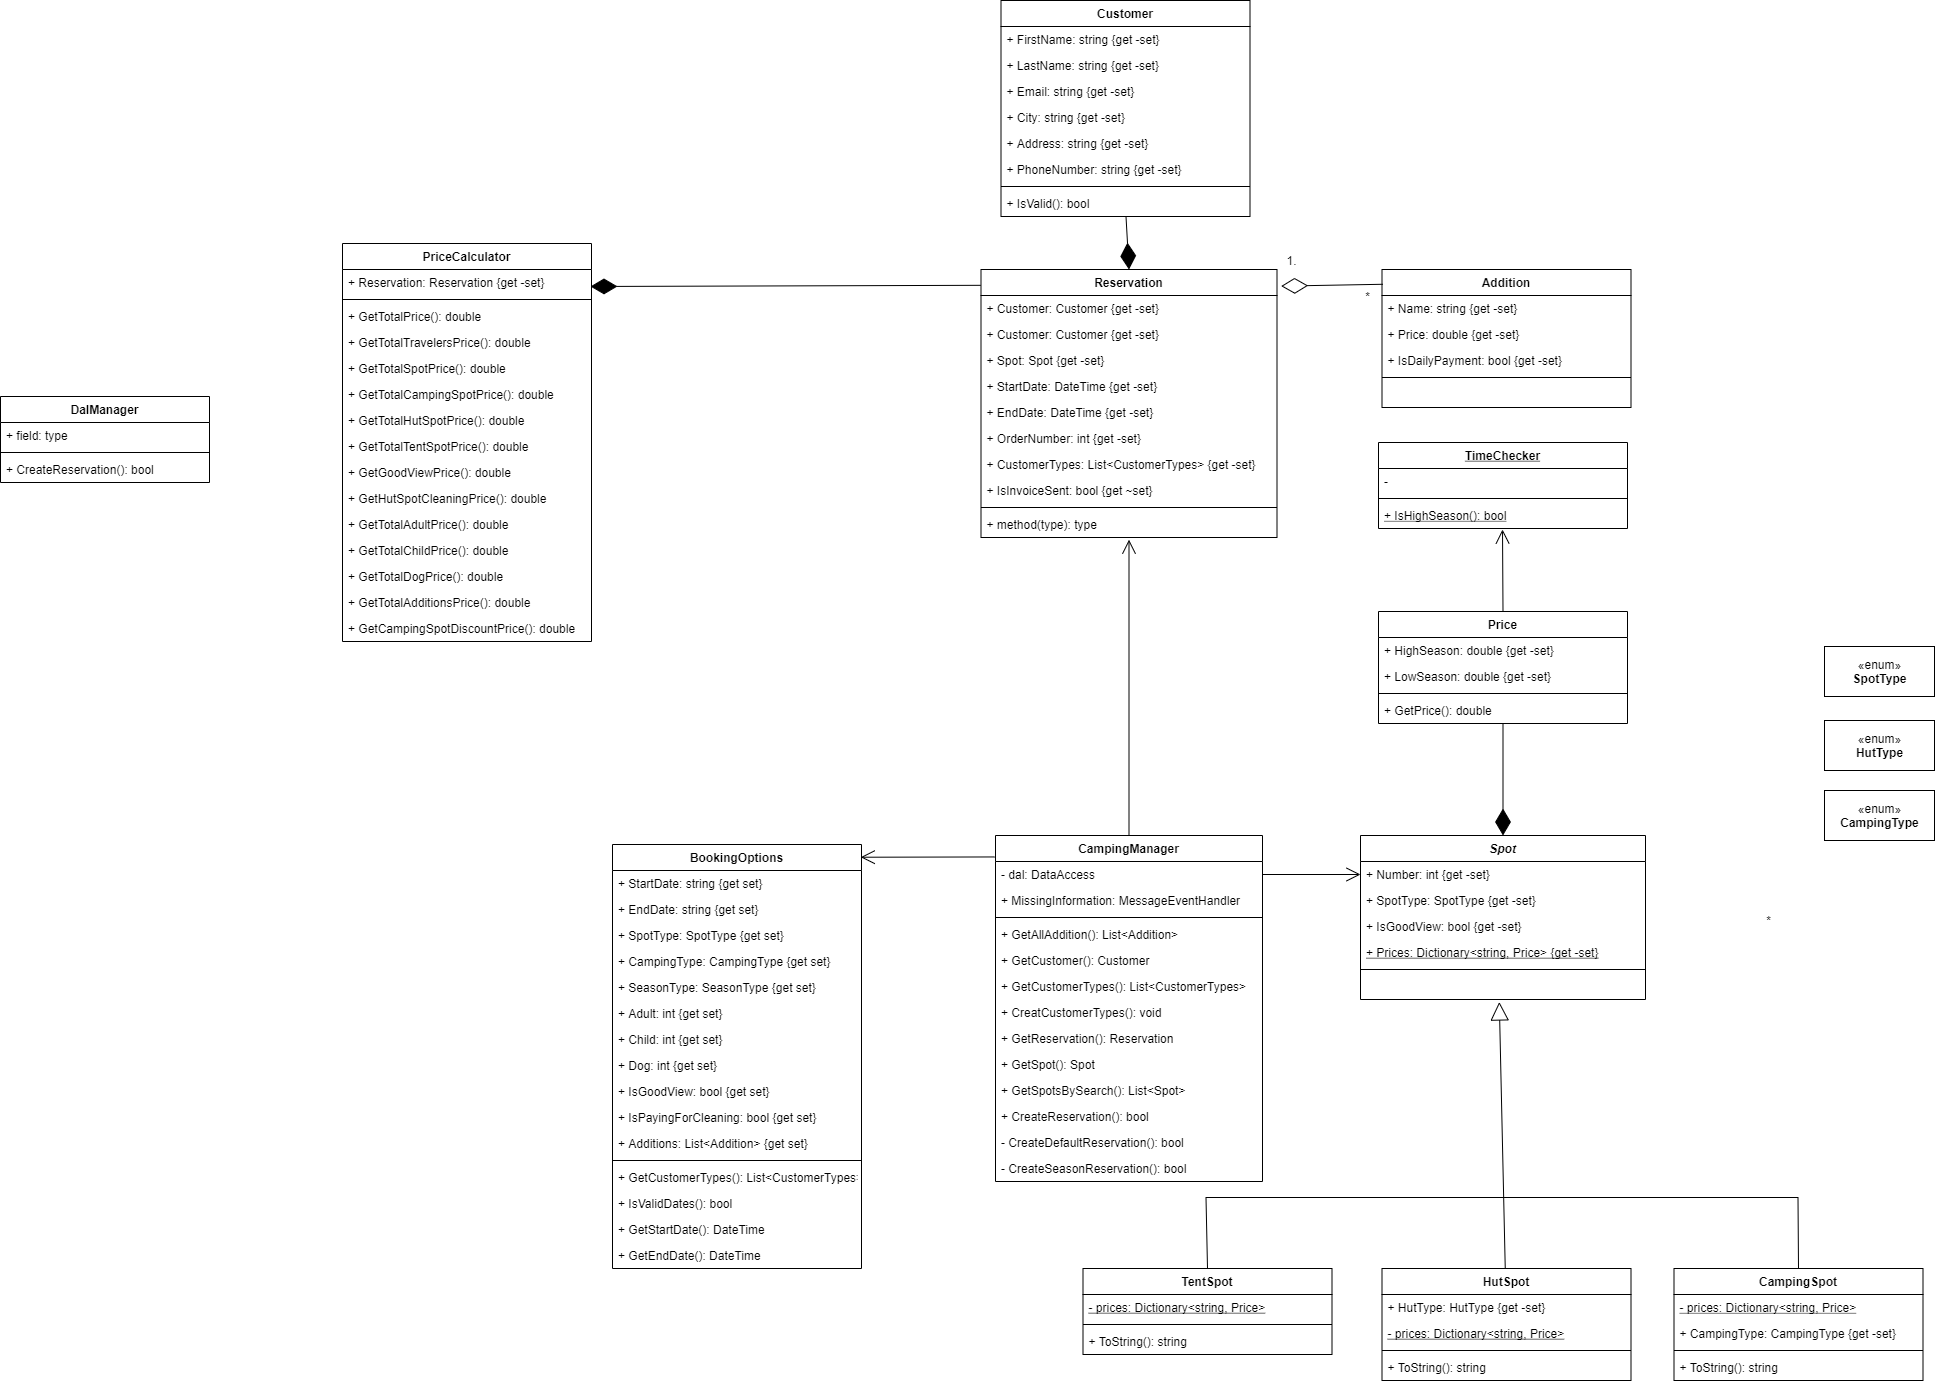 Customer
+ FirstName: string {get -set}
+ LastName: string {get -set}
+ Email: string {get -set}
+ City: string {get -set}
+ Address: string {get -set}
+ PhoneNumber: string {get -set}
+ IsValid(): bool
PriceCalculator
+ Reservation: Reservation {get -set}
+ GetTotalPrice(): double
+ GetTotalTravelersPrice(): double
+ GetTotalSpotPrice(): double
+ GetTotalCampingSpotPrice(): double
+ GetTotalHutSpotPrice(): double
+ GetTotalTentSpotPrice(): double
+ GetGoodViewPrice(): double
+ GetHutSpotCleaningPrice(): double
+ GetTotalAdultPrice(): double
+ GetTotalChildPrice(): double
+ GetTotalDogPrice(): double
+ GetTotalAdditionsPrice(): double
+ GetCampingSpotDiscountPrice(): double
Reservation
+ Customer: Customer {get -set}
+ Customer: Customer {get -set}
+ Spot: Spot {get -set}
+ StartDate: DateTime {get -set}
+ EndDate: DateTime {get -set}
+ OrderNumber: int {get -set}
+ CustomerTypes: List<CustomerTypes> {get -set}
+ IsInvoiceSent: bool {get ~set}
+ method(type): type
1.
*
Addition
+ Name: string {get -set}
+ Price: double {get -set}
+ IsDailyPayment: bool {get -set}
DalManager
+ field: type
+ CreateReservation(): bool
TimeChecker
-
+ IsHighSeason(): bool
Price
+ HighSeason: double {get -set}
+ LowSeason: double {get -set}
+ GetPrice(): double
«enum»
SpotType
«enum»
HutType
«enum»
CampingType
BookingOptions
+ StartDate: string {get set}
+ EndDate: string {get set}
+ SpotType: SpotType {get set}
+ CampingType: CampingType {get set}
+ SeasonType: SeasonType {get set}
+ Adult: int {get set}
+ Child: int {get set}
+ Dog: int {get set}
+ IsGoodView: bool {get set}
+ IsPayingForCleaning: bool {get set}
+ Additions: List<Addition> {get set}
+ GetCustomerTypes(): List<CustomerTypes
+ IsValidDates(): bool
+ GetStartDate(): DateTime
+ GetEndDate(): DateTime
CampingManager
- dal: DataAccess
+ MissingInformation: MessageEventHandler
+ GetAllAddition(): List<Addition>
+ GetCustomer(): Customer
+ GetCustomerTypes(): List<CustomerTypes>
+ CreatCustomerTypes(): void
+ GetReservation(): Reservation
+ GetSpot(): Spot
+ GetSpotsBySearch(): List<Spot>
+ CreateReservation(): bool
- CreateDefaultReservation(): bool
- CreateSeasonReservation(): bool
Spot
+ Number: int {get -set}
+ SpotType: SpotType {get -set}
+ IsGoodView: bool {get -set}
+ Prices: Dictionary<string, Price> {get -set}
*
TentSpot
- prices: Dictionary<string, Price>
+ ToString(): string
HutSpot
+ HutType: HutType {get -set}
- prices: Dictionary<string, Price>
+ ToString(): string
CampingSpot
- prices: Dictionary<string, Price>
+ CampingType: CampingType {get -set}
+ ToString(): string